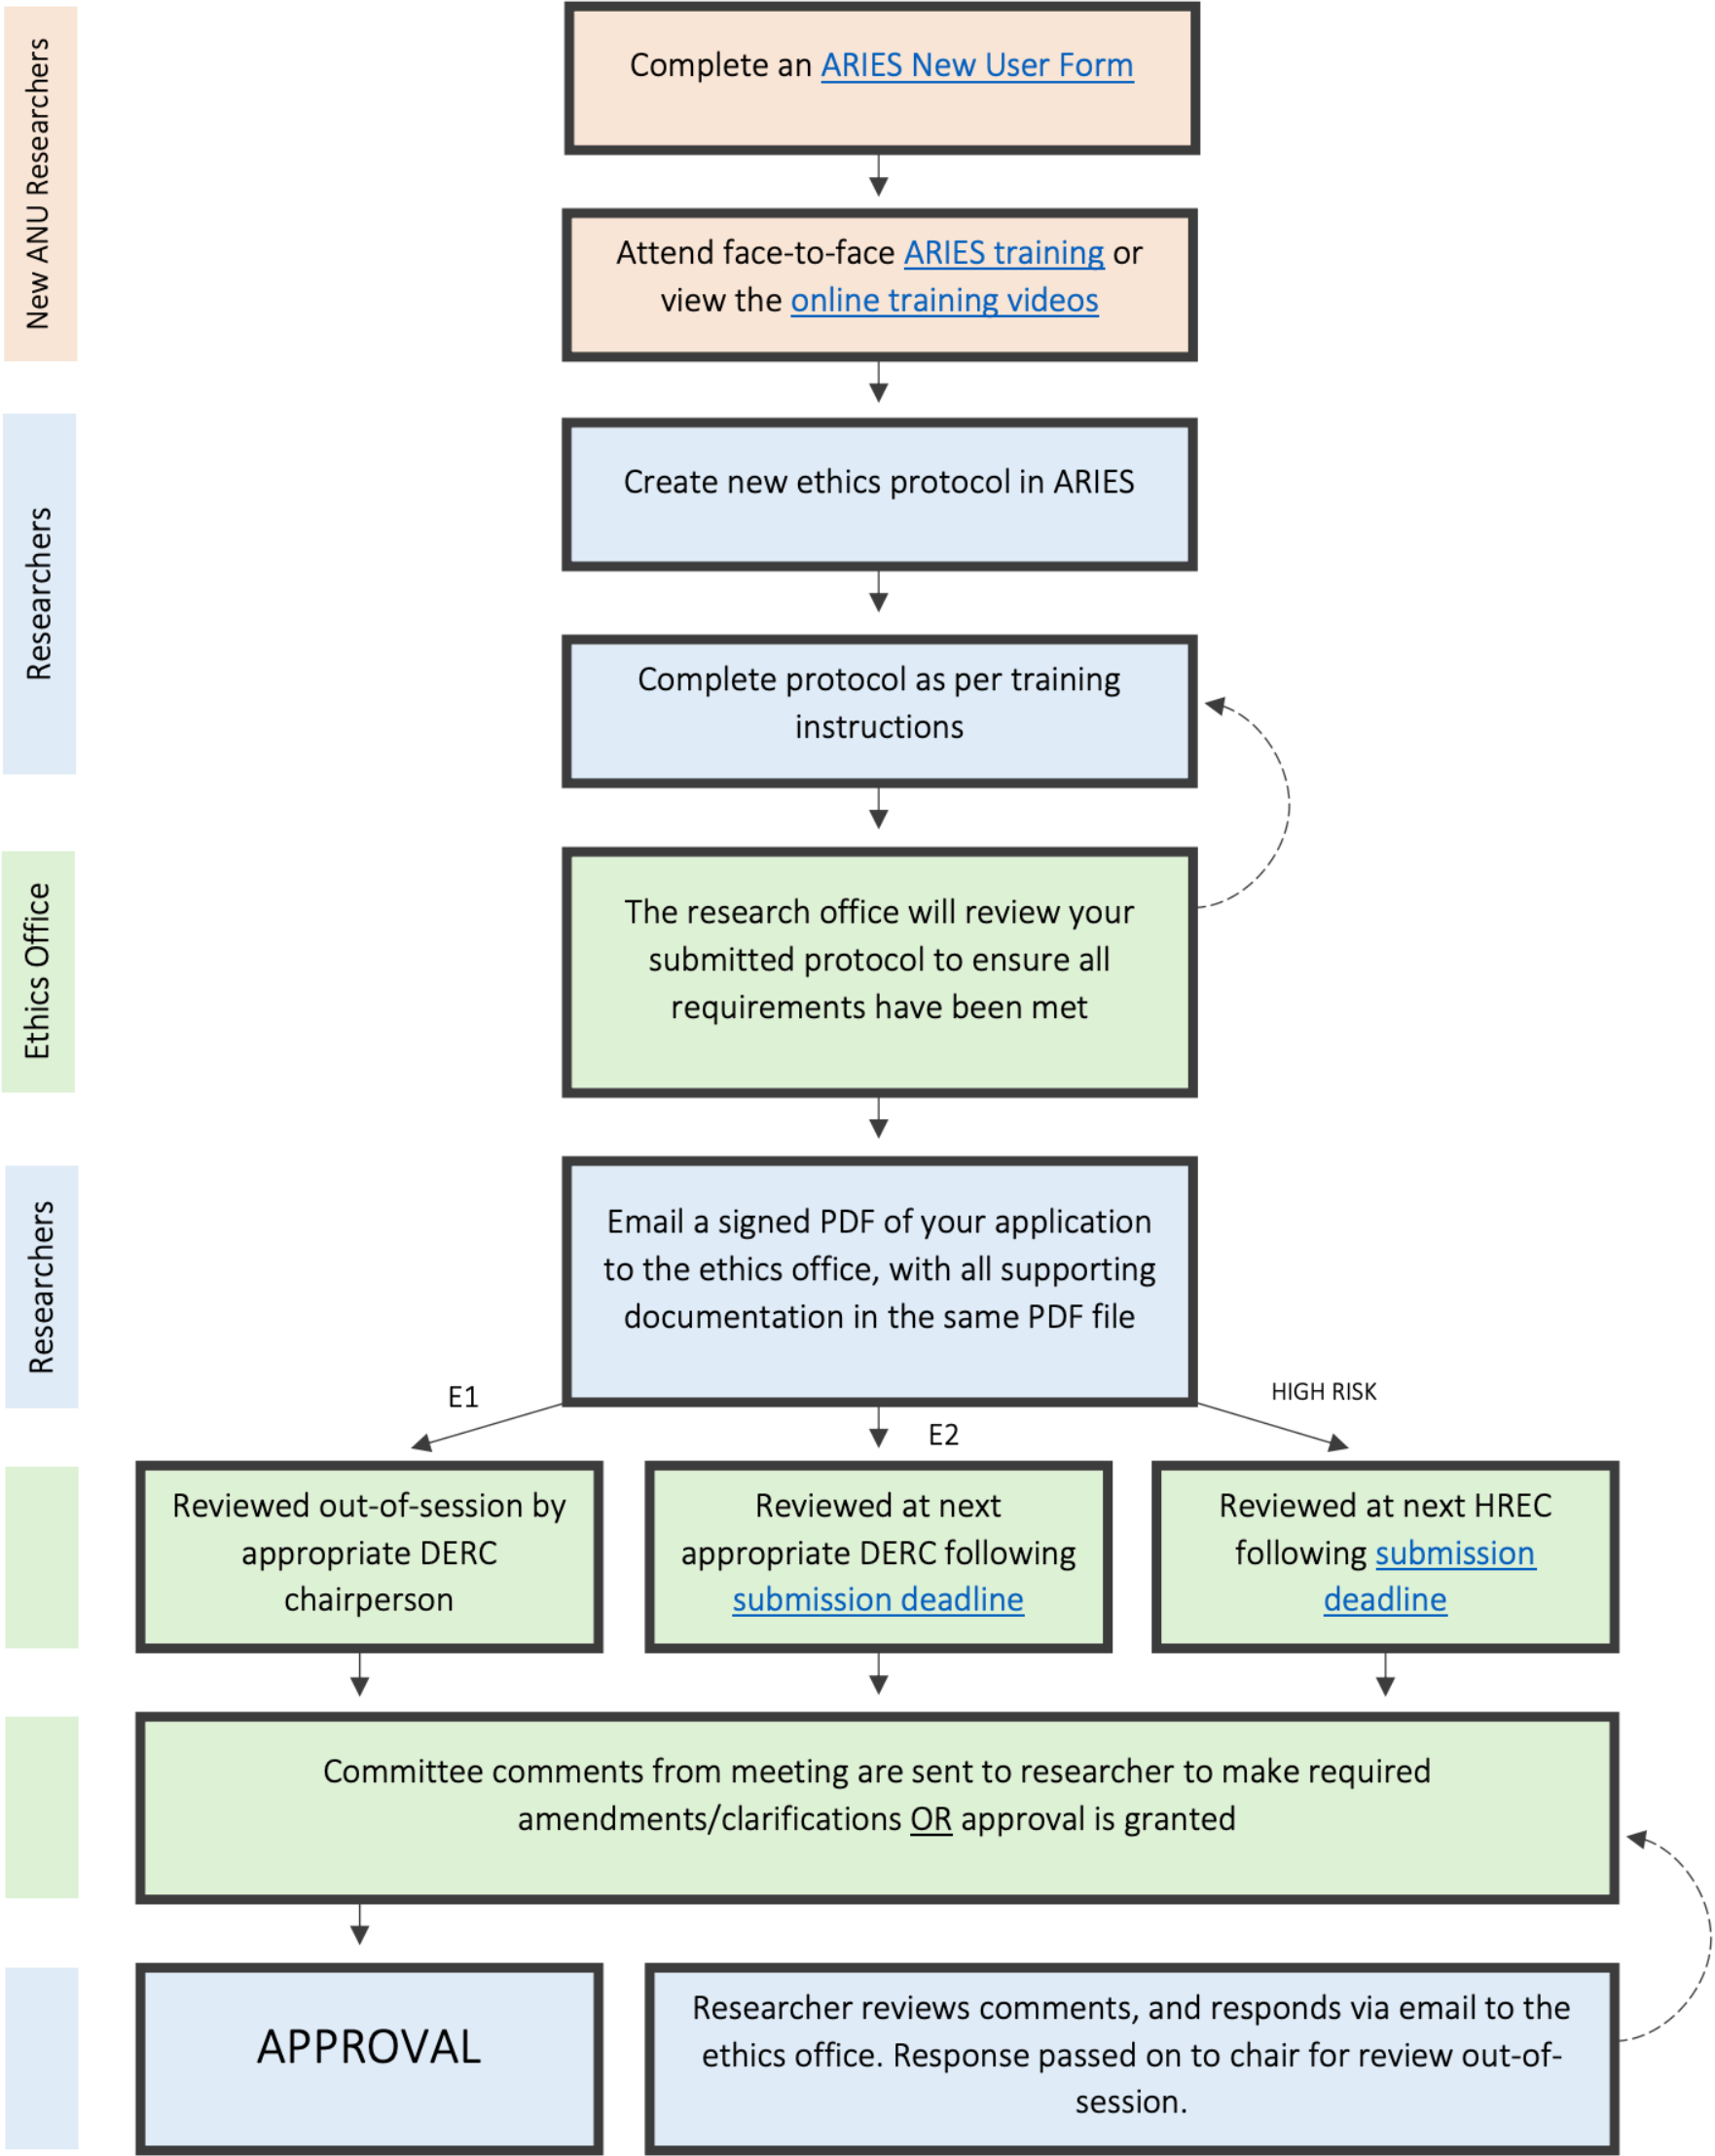 New ANU Researchers
Complete an ARIES New User Form
Attend face-to-face ARIES training or
view the online training videos
Researchers
Create new ethics protocol in ARIES
Complete protocol as per training
instructions
Ethics Office
The research office will review your
submitted protocol to ensure all
requirements have been met
Researchers
Email a signed PDF of your application
to the ethics office, with all supporting
documentation in the same PDF file
E1
E2
HIGH RISK
Reviewed out-of-session by
appropriate DERC
chairperson
Reviewed at next
appropriate DERC following
submission deadline
Reviewed at next HREC
following submission
deadline
Committee comments from meeting are sent to researcher to make required
amendments/clarifications OR approval is granted
APPROVAL
Researcher reviews comments, and responds via email to the
ethics office. Response passed on to chair for review out-of-
session.